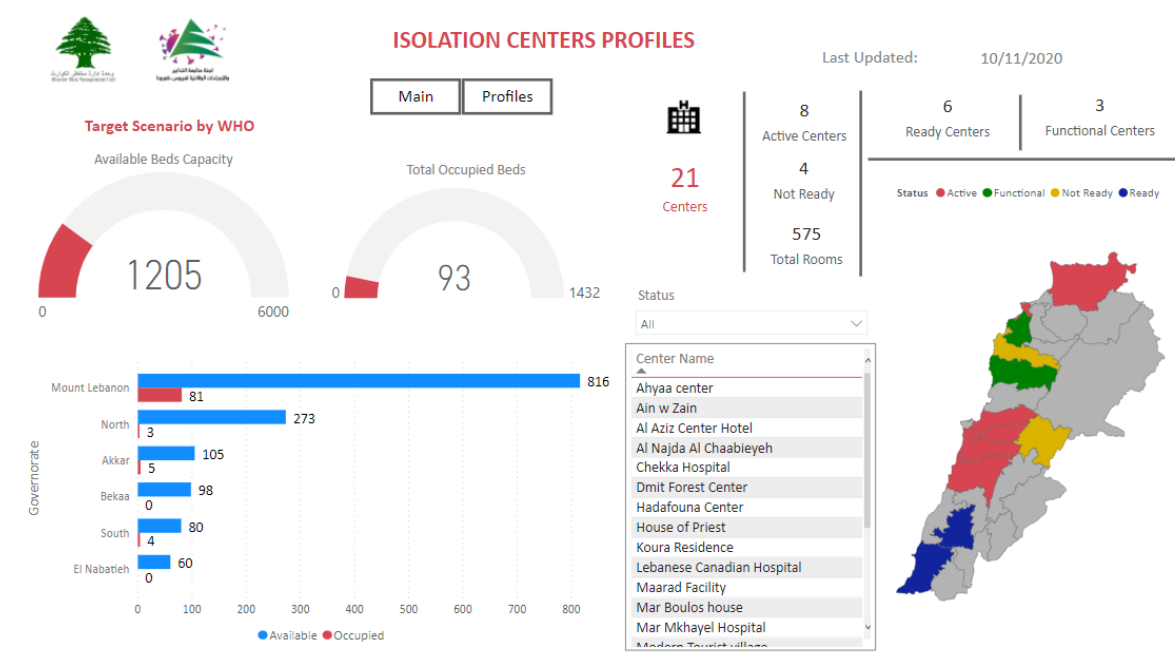 ISOLATION CENTERS PROFILES
Last Updated: 10/11/2020
Main
Profiles
Target Scenario by WHO
Available Beds Capacity
1205
0
6000
Total Occupied Beds
93
0
1432
21
Centers
8
Active Centers
4
Not Ready
575
Total Rooms
6
Ready Centers
3
Functional Centers
Status Active Functional Not Ready Ready
Status
All
Center Name
Ahyaa center
Ain w Zain
Al Aziz Center Hotel
Al Najda Al Chaabieyeh
Chekka Hospital
Dmit Forest Center
Hadafouna Center
House of Priest
Koura Residence
Lebanese Canadian Hospital
Maarad Facility
Mar Boulos house
Mar Mkhayel Hospital
Modern Tourist village
Governorate
Mount Lebanon 816
81
North 273
3
Akkar 105
5
Bekaa 98
0
South 80
4
El Nabatieh 60
0
0 100 200 300 400 500 600 700 800
Available Occupied